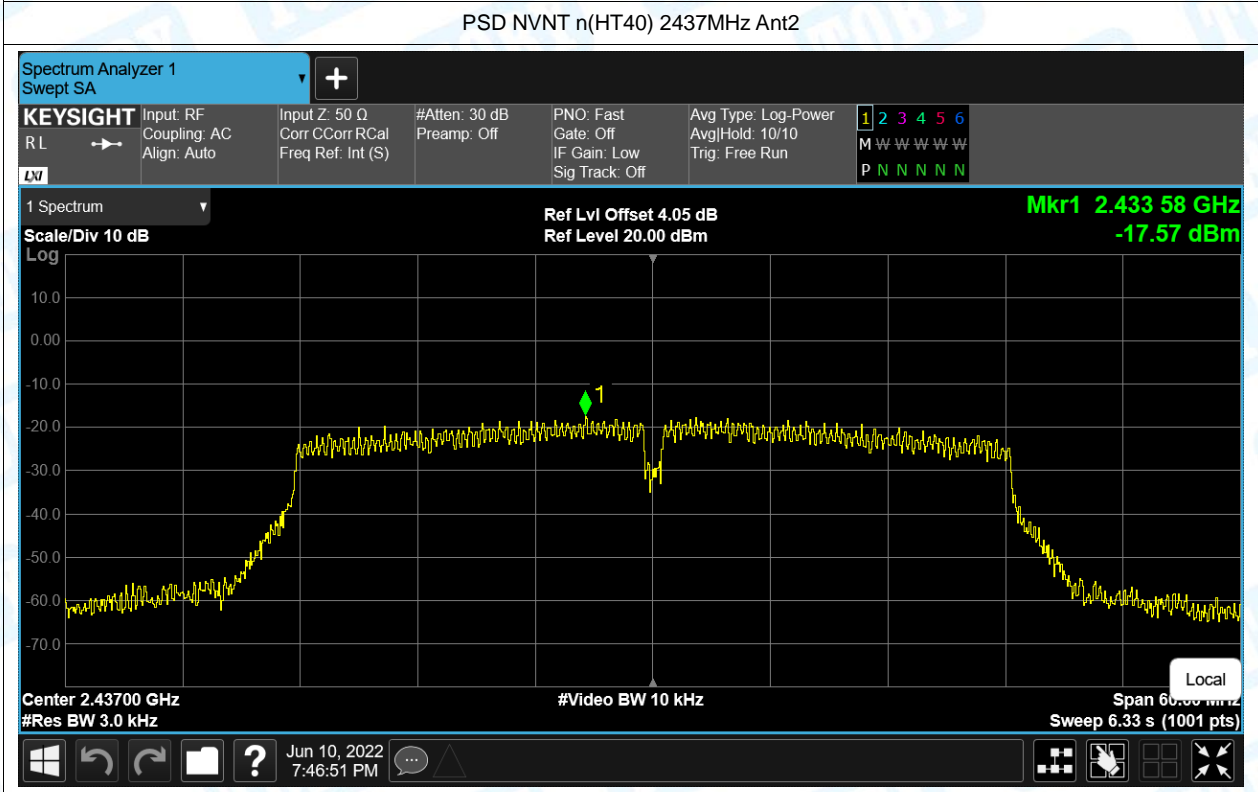 PSD NVNT n(HT40) 2437MHz Ant2
Spectrum Analyzer 1
Swept SA
KEYSIGHT
R L
LXI
Input: RF
Coupling: AC
Align: Auto
Input Z: 50 Ω
Corr CCorr RCal
Freq Ref: Int (S)
#Atten: 30 dB
Preamp: Off
PNO: Fast
Gate: Off
IF Gain: Low
Sig Track: Off
Avg Type: Log-Power
Avg|Hold: 10/10
Trig: Free Run
1 2 3 4 5 6
M W W W W W
P N N N N N
1 Spectrum
Scale/Div 10 dB
Log
Ref Lvl Offset 4.05 dB
Ref Level 20.00 dBm
Mkr1 2.433 58 GHz
-17.57 dBm
10.0
0.00
-10.0
-20.0
-30.0
-40.0
-50.0
-60.0
-70.0
1
Center 2.43700 GHz
#Res BW 3.0 kHz
#Video BW 10 kHz
Local
Span 60.00 MHz
Sweep 6.33 s (1001 pts)
Jun 10, 2022
7:46:51 PM